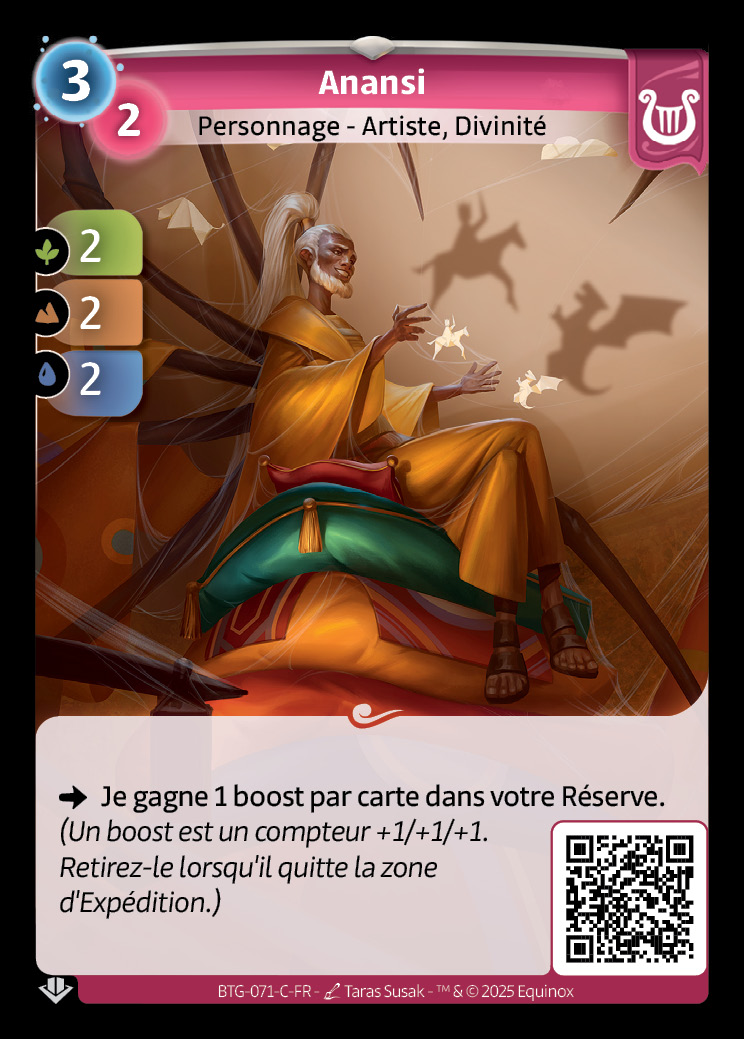 3
Anansi
2
Personnage - Artiste, Divinité
2
2
2
Je gagne 1 boost par carte dans votre Réserve.
(Un boost est un compteur +1/+1/+1.
Retirez-le lorsqu'il quitte la zone
d'Expédition.)
BTG-071-C-FR - Taras Susak - ™ & © 2025 Equinox